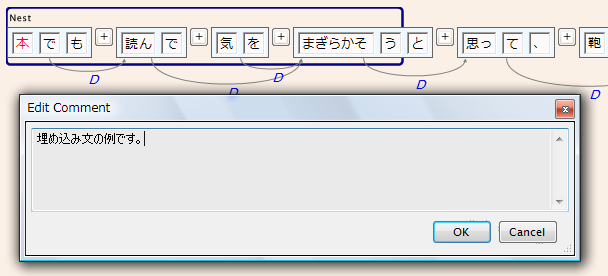 Nest
本 でも + 読ん で + 気 を + まぎらかそ う と + 思っ て 、 + 鞄
D D D D D
Edit Comment
x
埋め込み文の例です。
OK Cancel